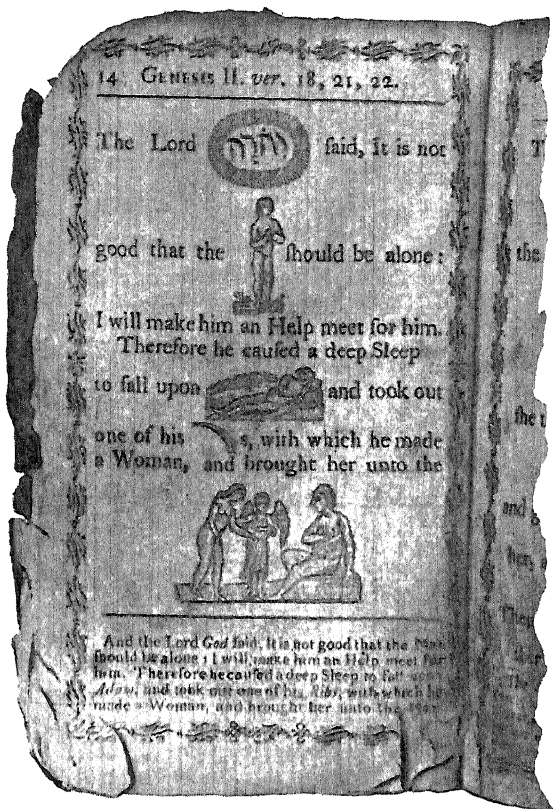 14 GENESIS II. ver. 18, 21, 22.
The Lord יהוה said, It is not
good that the should be alone:
I will make him an Help meet for him.
Therefore he cauſed a deep Sleep
to fall upon and took out
one of his s, with which he made
a Woman, and brought her unto the
And the Lord God ſaid, It is not good that the Man
ſhould be alone; I will make him an Help meet for
him. Therefore he cauſed a deep Sleep to fall upon
Adam, and took out one of his Ribs, with which he
made a Woman, and brought her unto the Man
the
ſhe
and